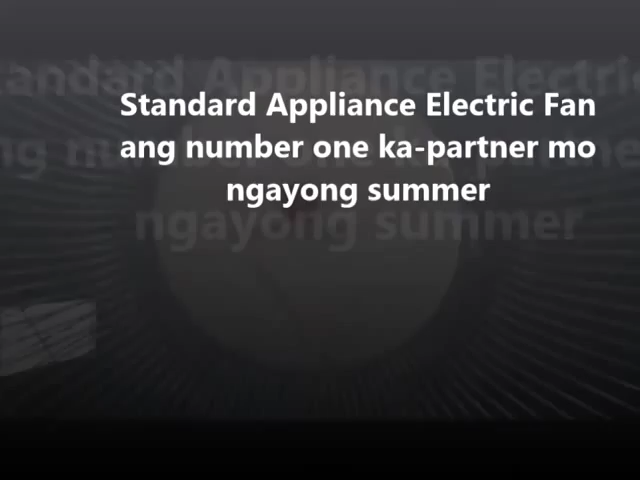 Standard Appliance Electric Fan
ang number one ka-partner mo
ngayong summer